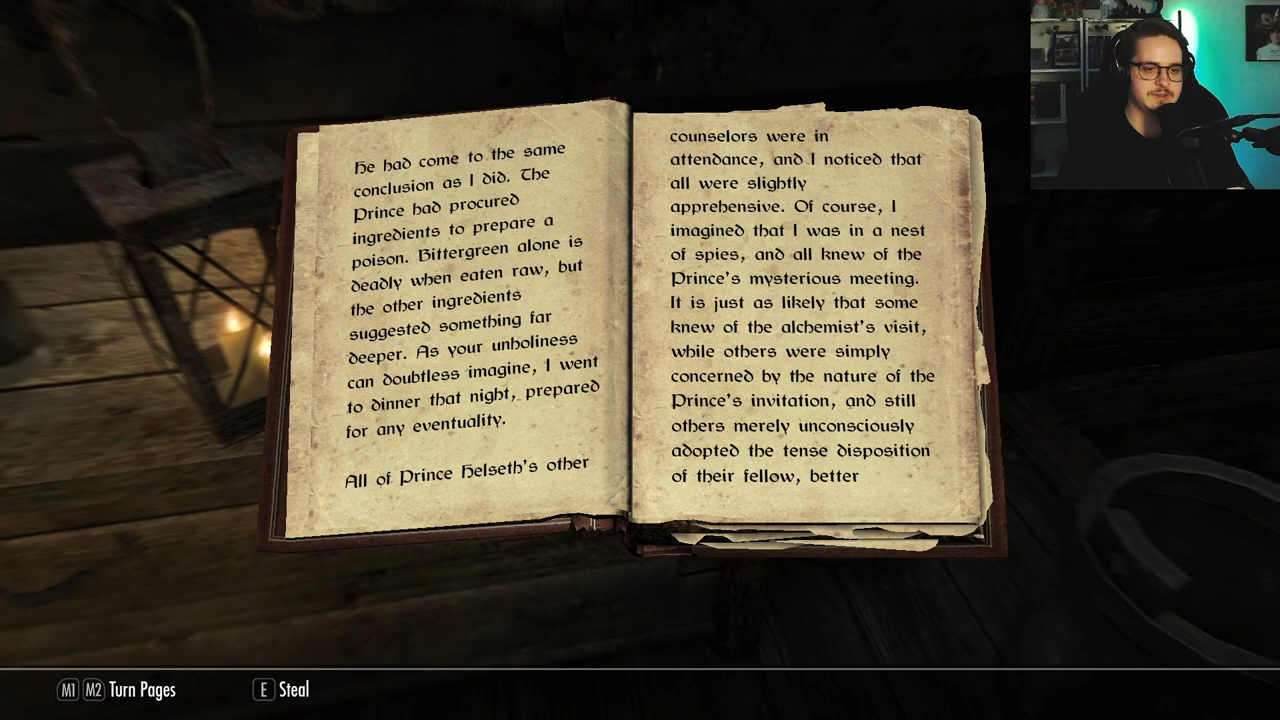 He had come to the same
conclusion as I did. The
Prince had procured
ingredients to prepare a
poison. Bittergreen alone is
deadly when eaten raw, but
the other ingredients
suggested something far
deeper. As your unholiness
can doubtless imagine, I went
to dinner that night, prepared
for any eventuality.
All of Prince Helseth's other
counselors were in
attendance, and I noticed that
all were slightly
apprehensive. Of course, I
imagined that I was in a nest
of spies, and all knew of the
Prince's mysterious meeting.
It is just as likely that some
knew of the alchemist's visit,
while others were simply
concerned by the nature of the
Prince's invitation, and still
others merely unconsciously
adopted the tense disposition
of their fellow, better
M1 M2 Turn Pages
E Steal